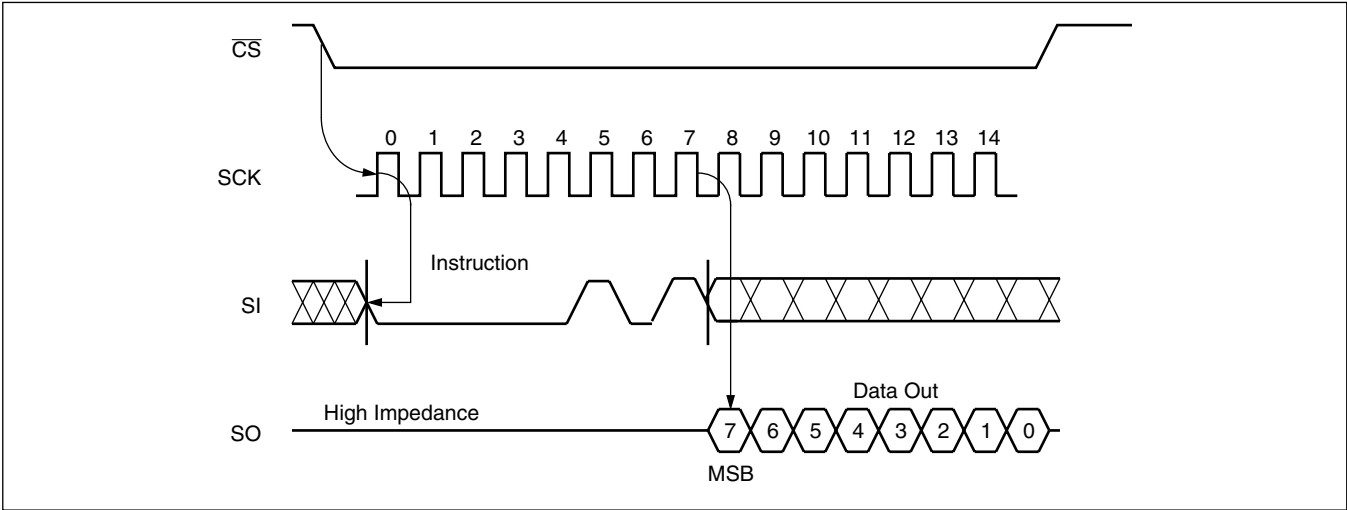 CS
0 1 2 3 4 5 6 7 8 9 10 11 12 13 14
SCK
Instruction
SI
Data Out
High Impedance
SO
7 6 5 4 3 2 1 0
MSB